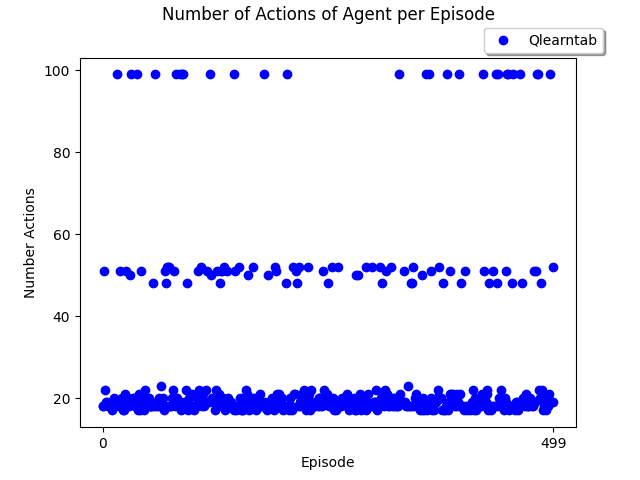 Number of Actions of Agent per Episode
Qlearntab
100
80
60
40
20
Number Actions
0
499
Episode